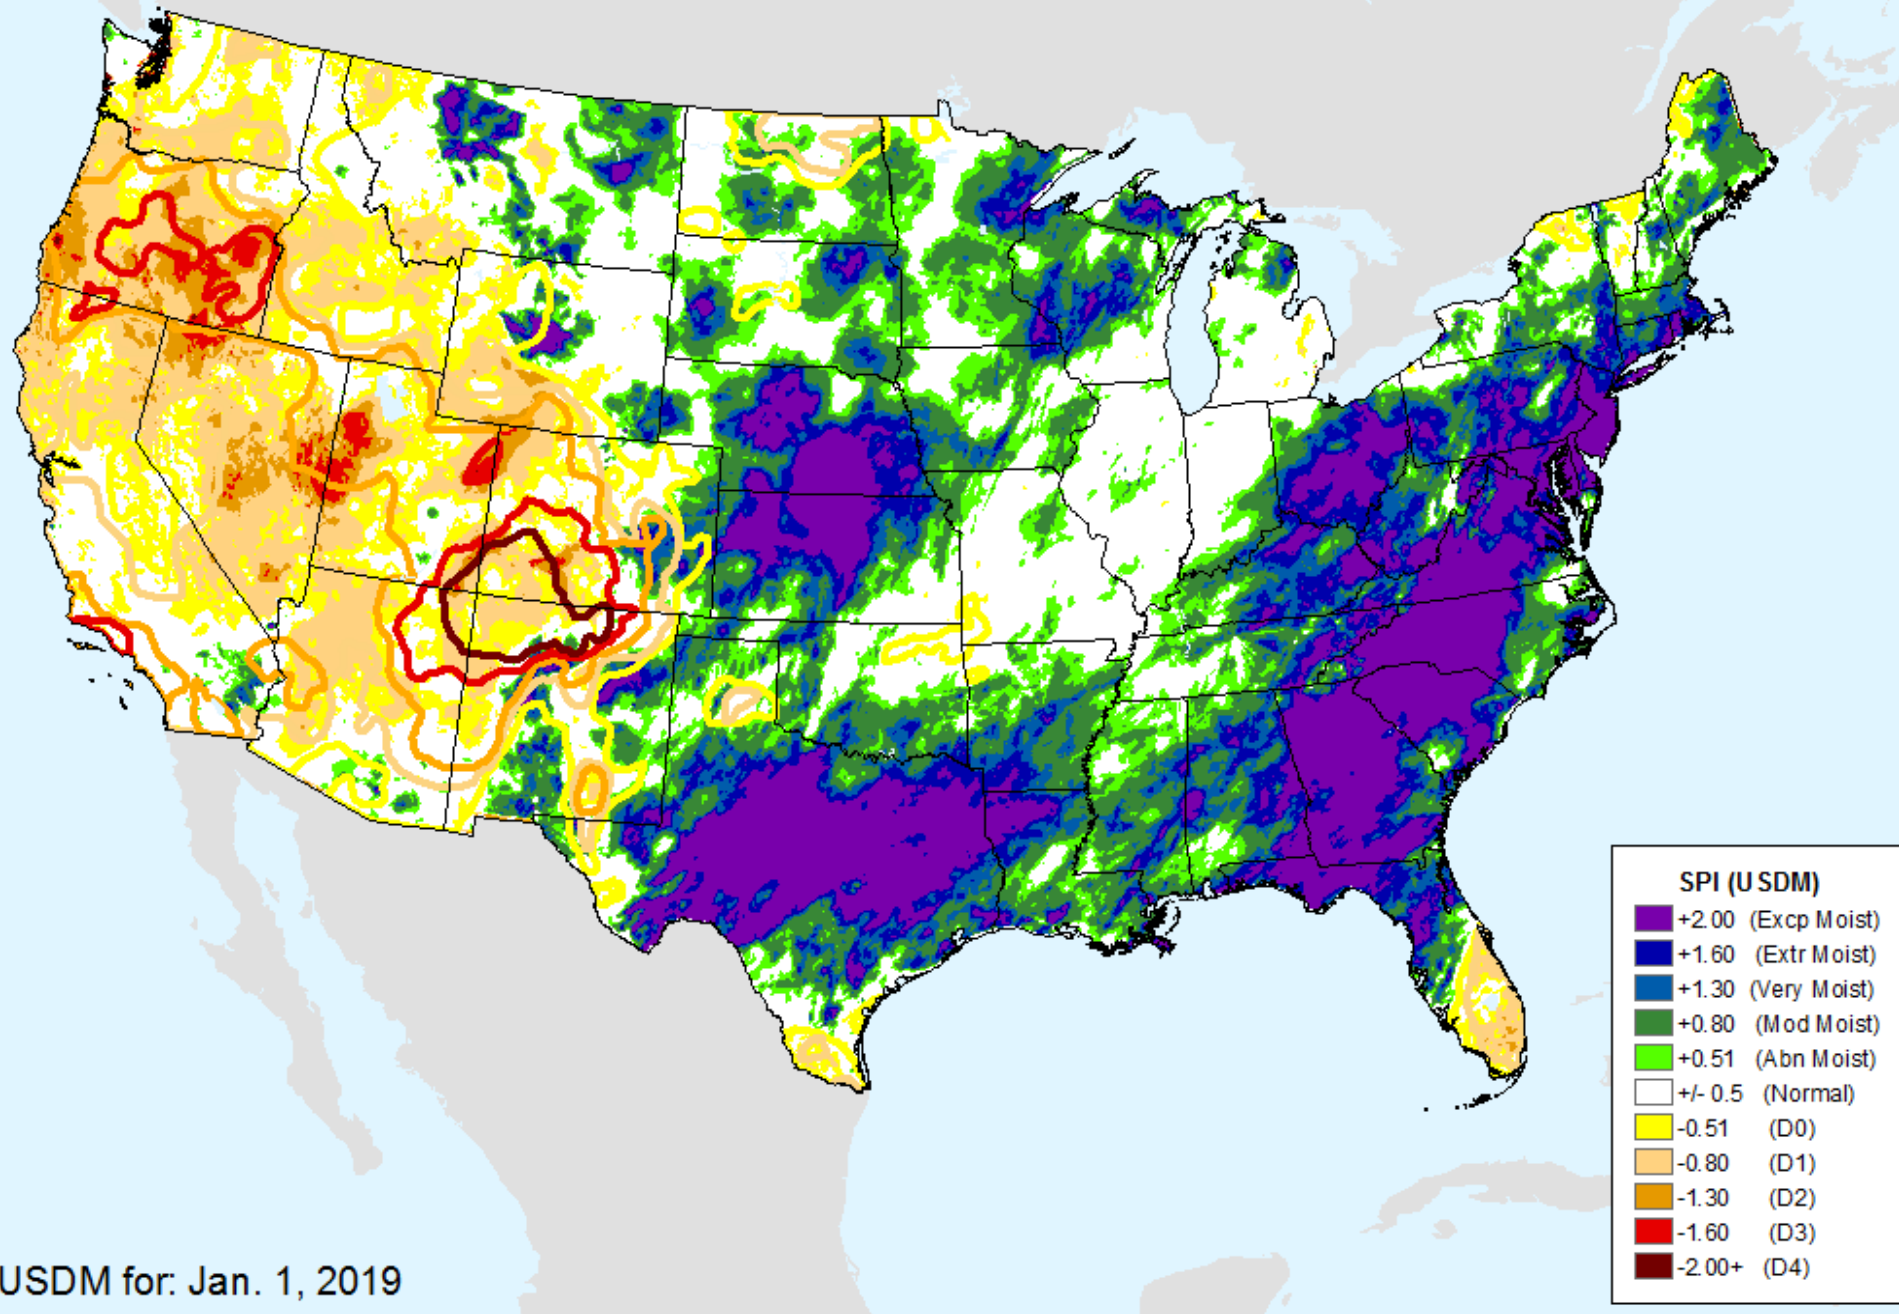 SPI (USDM)
+2.00 (Excp Moist)
+1.60 (Extr Moist)
+1.30 (Very Moist)
+0.80 (Mod Moist)
+0.51 (Abn Moist)
+/- 0.5 (Normal)
-0.51 (D0)
-0.80 (D1)
-1.30 (D2)
-1.60 (D3)
-2.00+ (D4)
USDM for: Jan. 1, 2019